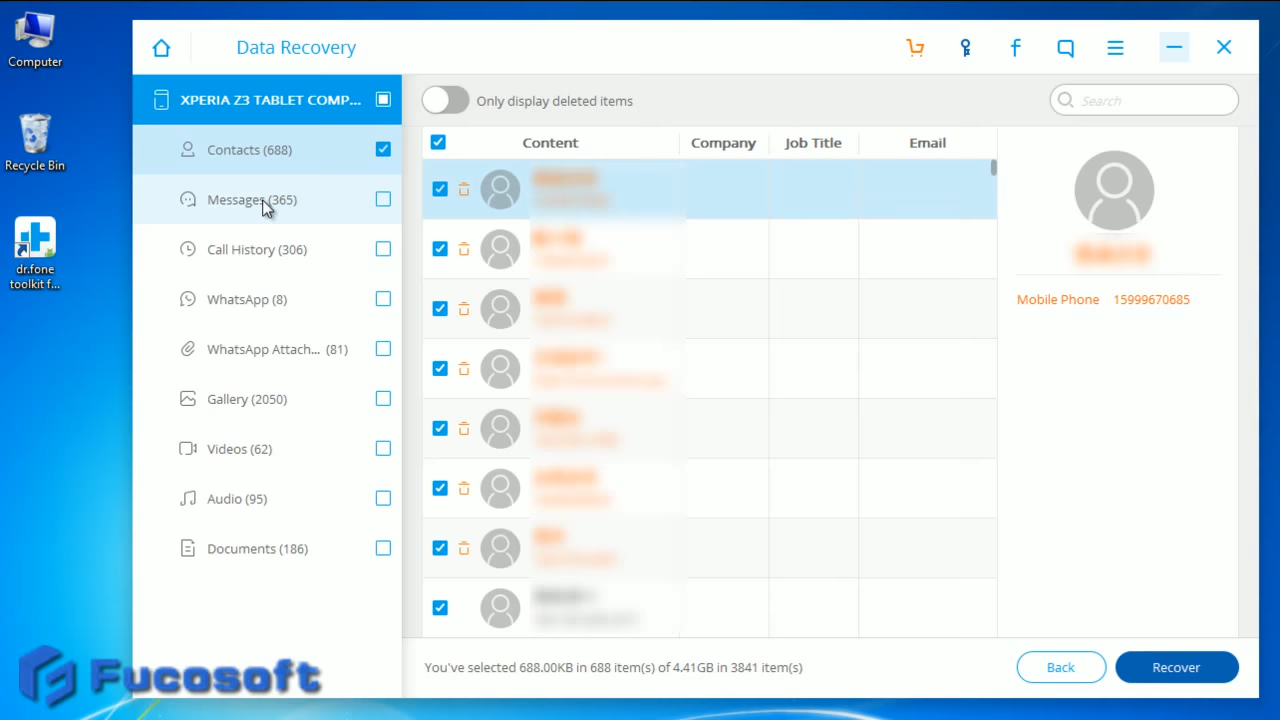 Computer
Recycle Bin
dr.fone
toolkit f...
Data Recovery
XPERIA Z3 TABLET COMP...
Contacts (688)
Messages (365)
Call History (306)
WhatsApp (8)
WhatsApp Attach... (81)
Gallery (2050)
Videos (62)
Audio (95)
Documents (186)
Only display deleted items
Search
Content Company Job Title Email
Mobile Phone 15999670685
You've selected 688.00KB in 688 item(s) of 4.41GB in 3841 item(s)
Back
Recover
Fucosoft